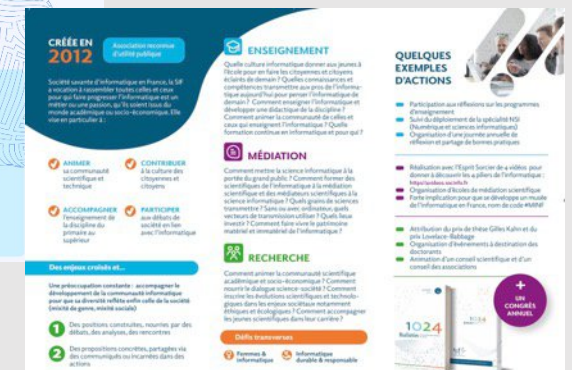 CRÉÉE EN
2012
Association reconnue
d'utilité publique
Société savante d'informatique en France, la SIF
a vocation à rassembler toutes celles et ceux
pour qui faire progresser l'informatique est un
métier ou une passion, qu'ils soient issus du
monde académique ou socio-économique. Elle
vise en particulier à :
ANIMER
sa communauté
scientifique et
technique
CONTRIBUER
à la culture des
citoyennes et
citoyens
ACCOMPAGNER
l'enseignement de
la discipline du
primaire au
supérieur
PARTICIPER
aux débats de
société en lien
avec l'informatique
Des enjeux croisés et...
Une préoccupation constante : accompagner le
développement de la communauté informatique
pour que sa diversité reflète enfin celle de la société
(mixité de genre, mixité sociale)
1 Des positions construites, nourries par des
débats, des analyses, des rencontres
2 Des propositions concrètes, partagées via
des communiqués ou incarnées dans des
actions
ENSEIGNEMENT
Quelle culture informatique donner aux jeunes à
l'école pour en faire les citoyennes et citoyens
éclairés de demain ? Quelles connaissances et
compétences transmettre aux pros de l'informa-
tique aujourd'hui pour penser l'informatique de
demain ? Comment enseigner l'informatique et
développer une didactique de la discipline ?
Comment animer la communauté de celles et
ceux qui enseignent l'informatique ? Quelle
formation continue en informatique et pour qui ?
MÉDIATION
Comment mettre la science informatique à la
portée du grand public ? Comment former des
scientifiques de l'informatique à la médiation
scientifique et des médiateurs scientifiques à la
science informatique ? Quels grains de sciences
transmettre ? Sans ou avec ordinateur, quels
vecteurs de transmission utiliser ? Quels lieux
investir ? Comment faire vivre le patrimoine
matériel et immatériel de l'informatique ?
RECHERCHE
Comment animer la communauté scientifique
académique et socio-économique ? Comment
nourrir le dialogue science-société ? Comment
inscrire les évolutions scientifiques et technolo-
giques dans les enjeux sociétaux notamment
éthiques et écologiques ? Comment accompagner
les jeunes scientifiques dans leur carrière ?
Défis transverses
Femmes &
informatique
Informatique
durable & responsable
QUELQUES
EXEMPLES
D'ACTIONS
Participation aux réflexions sur les programmes
d'enseignement
Suivi du déploiement de la spécialité NSI
(Numérique et sciences informatiques)
Organisation d'une journée annuelle de
réflexion et partage de bonnes pratiques
Réalisation avec l'Esprit Sorcier de 4 vidéos pour
donner à découvrir les 4 piliers de l'informatique :
Organisation d'écoles de médiation scientifique
Forte implication pour que se développe un musée
de l'informatique en France, nom de code #MINF
Attribution du prix de thèse Gilles Kahn et du
prix Lovelace-Babbage
Organisation d'évènements à destination des
doctorants
Animation d'un conseil scientifique et d'un
conseil des associations
+
UN
CONGRÈS
ANNUEL
1024
Bulletin
1024